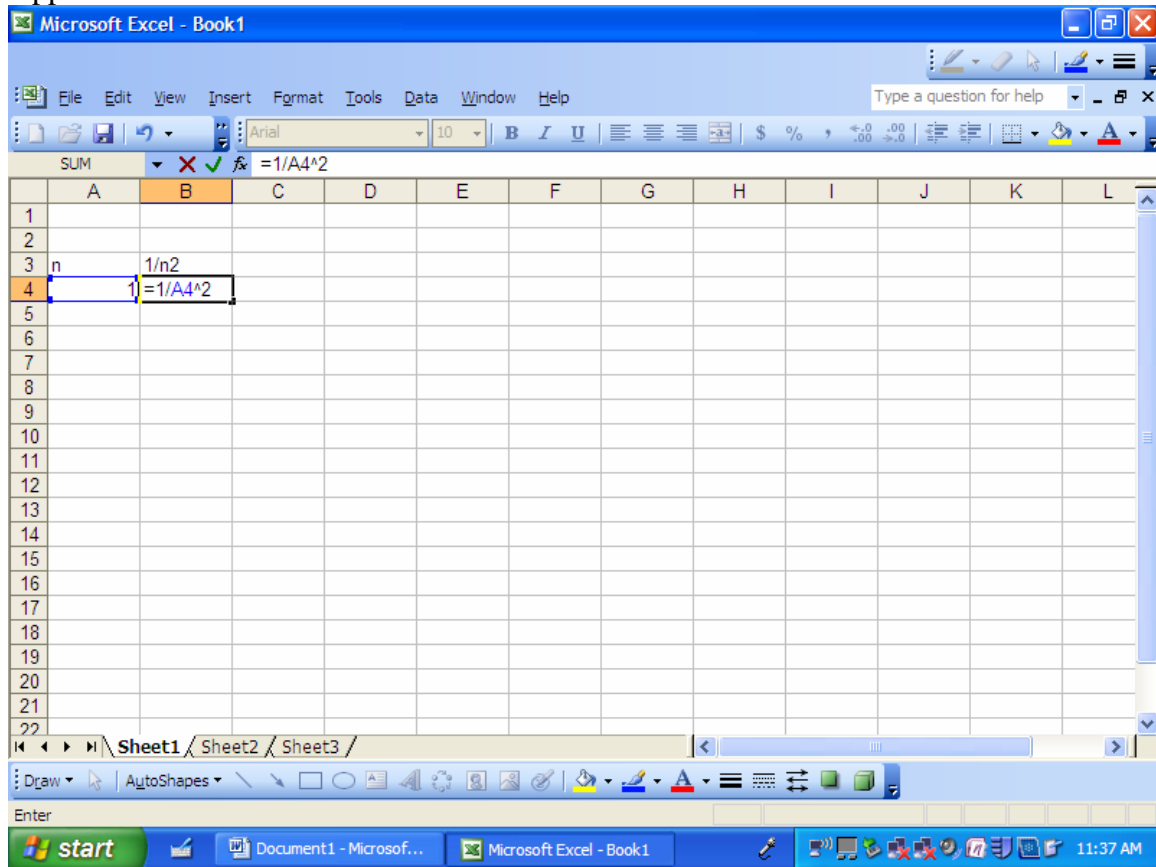 Microsoft Excel - Book1
File Edit View Insert Format Tools Data Window Help Type a question for help
Arial 10 B I U $ % , A
SUM fx =1/A4^2
A B C D E F G H I J K L
1
2
3 n 1/n2
4 1 =1/A4^2
5
6
7
8
9
10
11
12
13
14
15
16
17
18
19
20
21
22
Sheet1 Sheet2 Sheet3
Draw AutoShapes A
Enter
start Document1 - Microsof... Microsoft Excel - Book1 11:37 AM